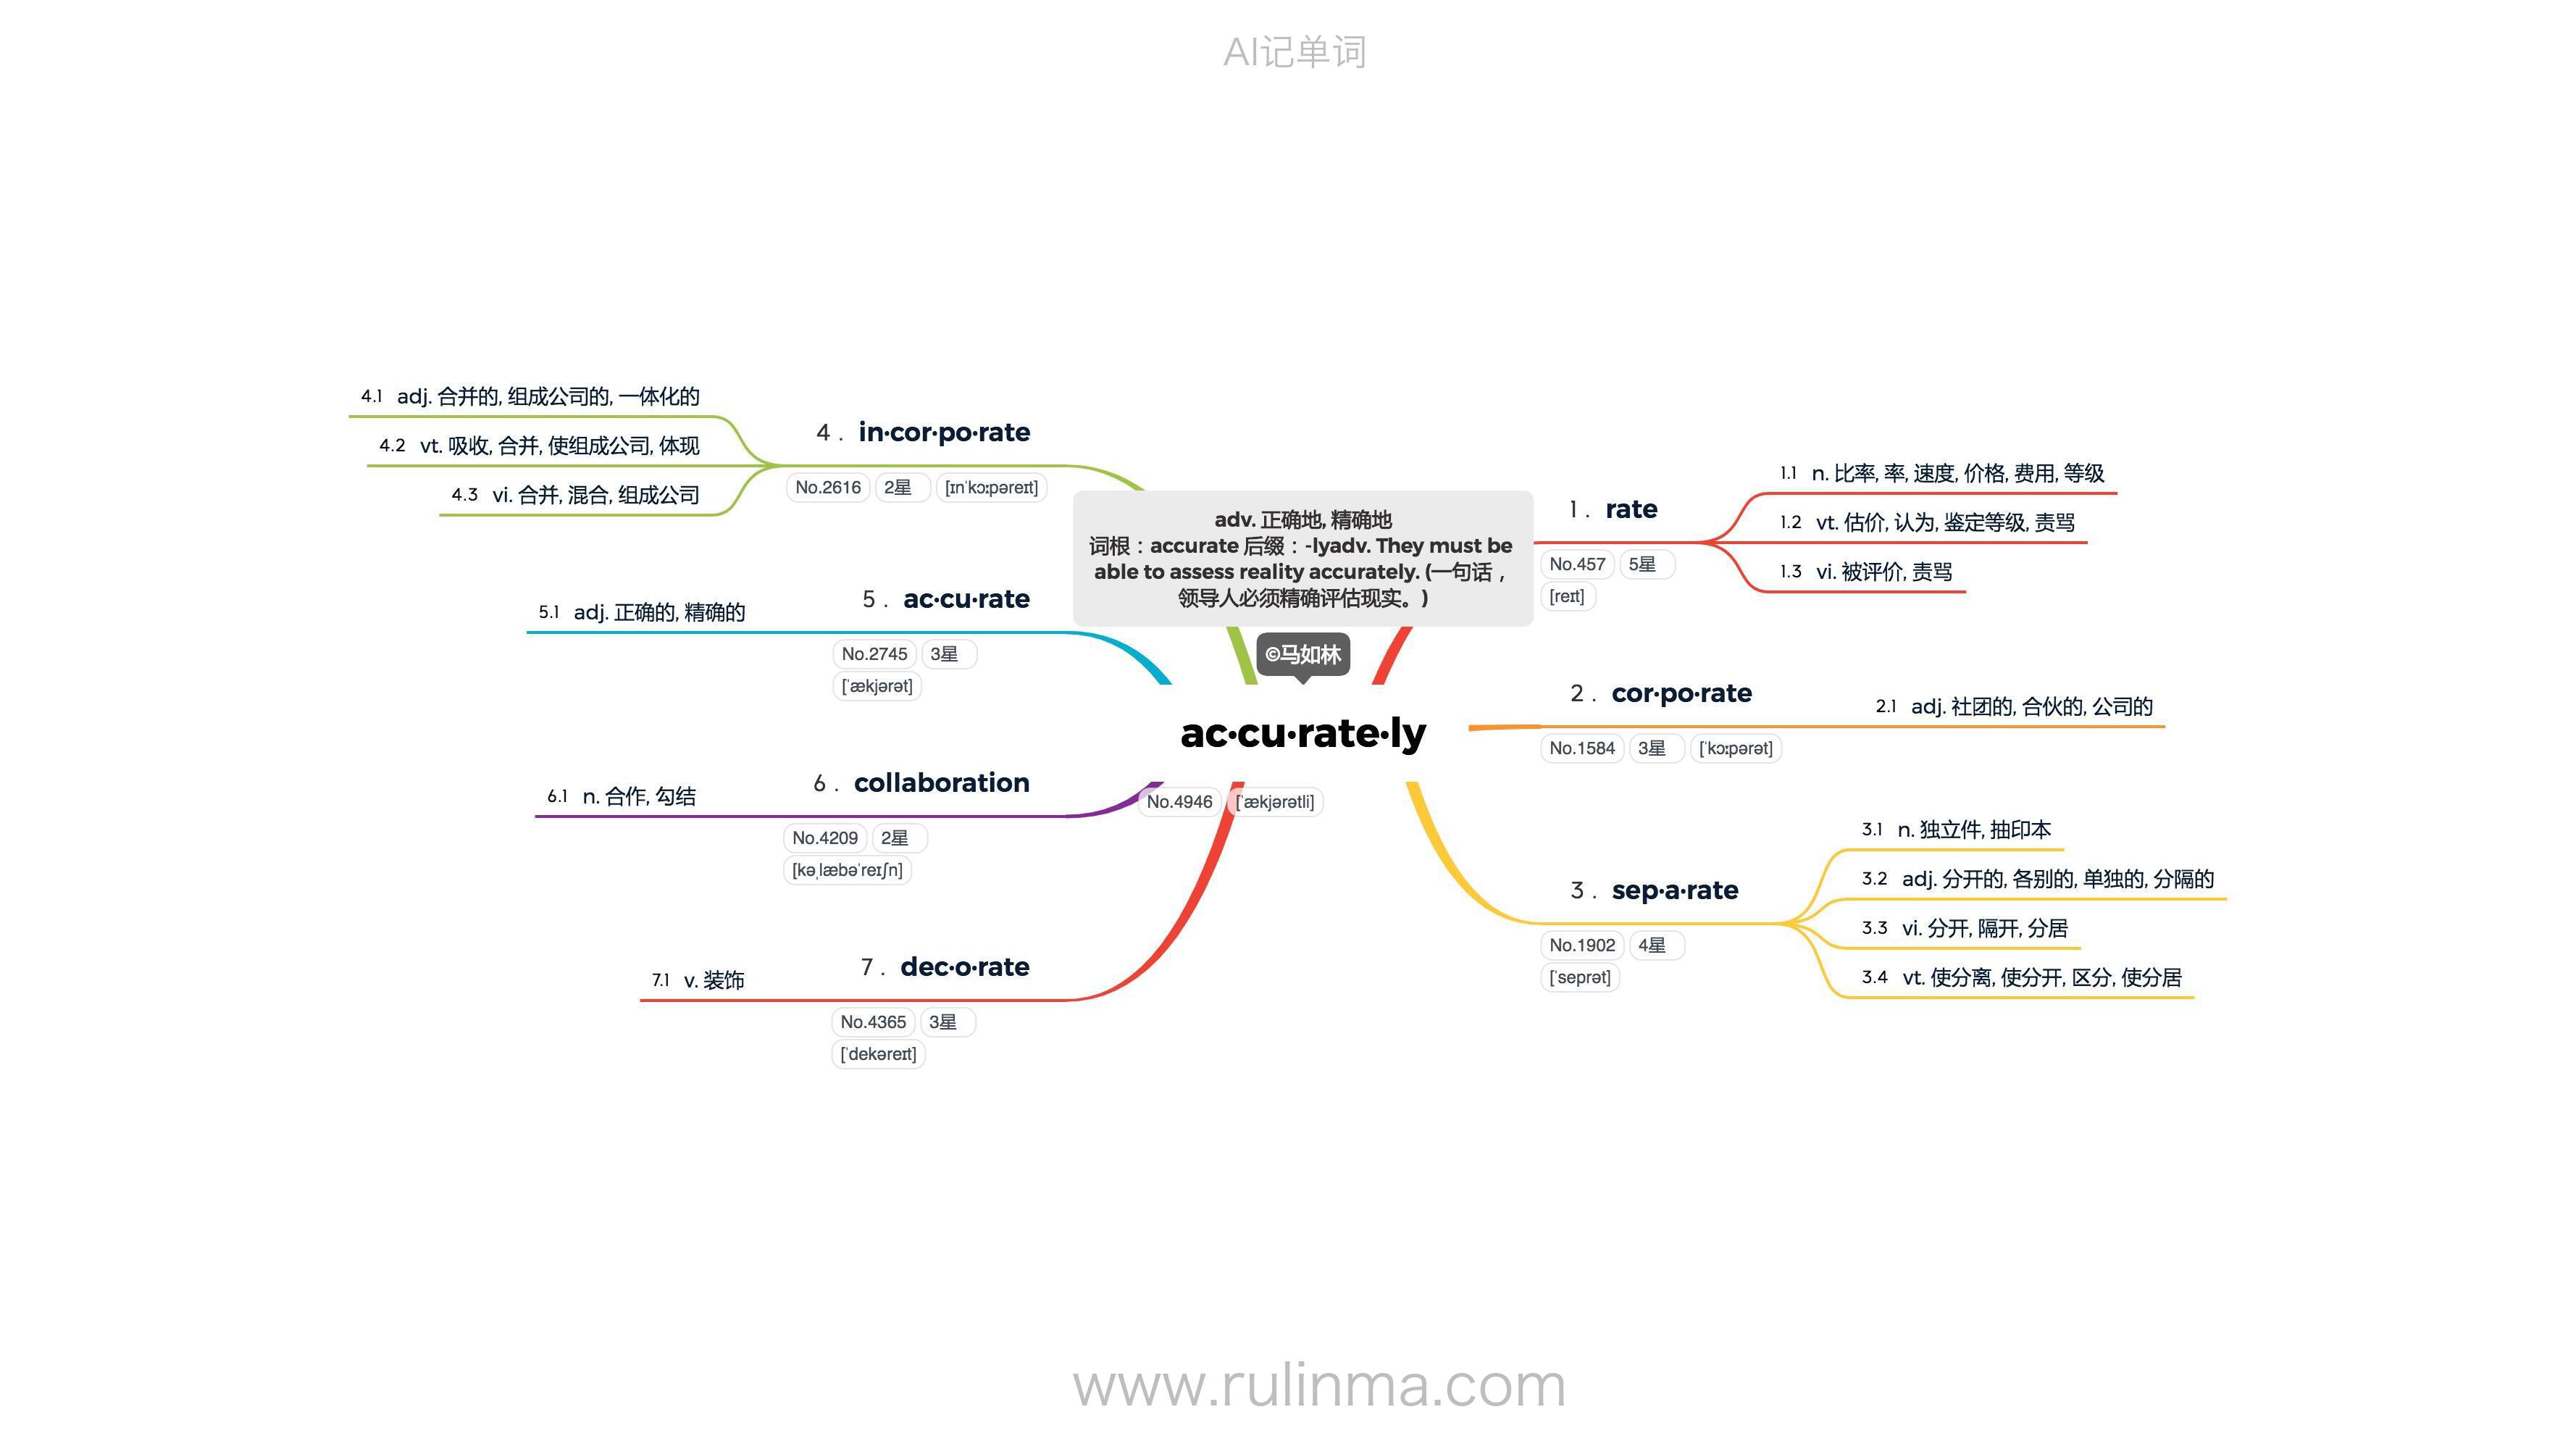 AI记单词
adv. 正确地, 精确地
词根：accurate 后缀：-lyadv. They must be
able to assess reality accurately. (一句话，
领导人必须精确评估现实。)
©马如林
ac·cu·rate·ly
No.4946 [ˈækjərətli]
1. rate
No.457 5星
[reɪt]
1.1 n. 比率, 率, 速度, 价格, 费用, 等级
1.2 vt. 估价, 认为, 鉴定等级, 责骂
1.3 vi. 被评价, 责骂
2. cor·po·rate
No.1584 3星 [ˈkɔːpərət]
2.1 adj. 社团的, 合伙的, 公司的
3. sep·a·rate
No.1902 4星
[ˈseprət]
3.1 n. 独立件, 抽印本
3.2 adj. 分开的, 各别的, 单独的, 分隔的
3.3 vi. 分开, 隔开, 分居
3.4 vt. 使分离, 使分开, 区分, 使分居
4. in·cor·po·rate
No.2616 2星 [ɪnˈkɔːpəreɪt]
4.1 adj. 合并的, 组成公司的, 一体化的
4.2 vt. 吸收, 合并, 使组成公司, 体现
4.3 vi. 合并, 混合, 组成公司
5. ac·cu·rate
No.2745 3星
[ˈækjərət]
5.1 adj. 正确的, 精确的
6. collaboration
No.4209 2星
[kəˌlæbəˈreɪʃn]
6.1 n. 合作, 勾结
7. dec·o·rate
No.4365 3星
[ˈdekəreɪt]
7.1 v. 装饰
www.rulinma.com